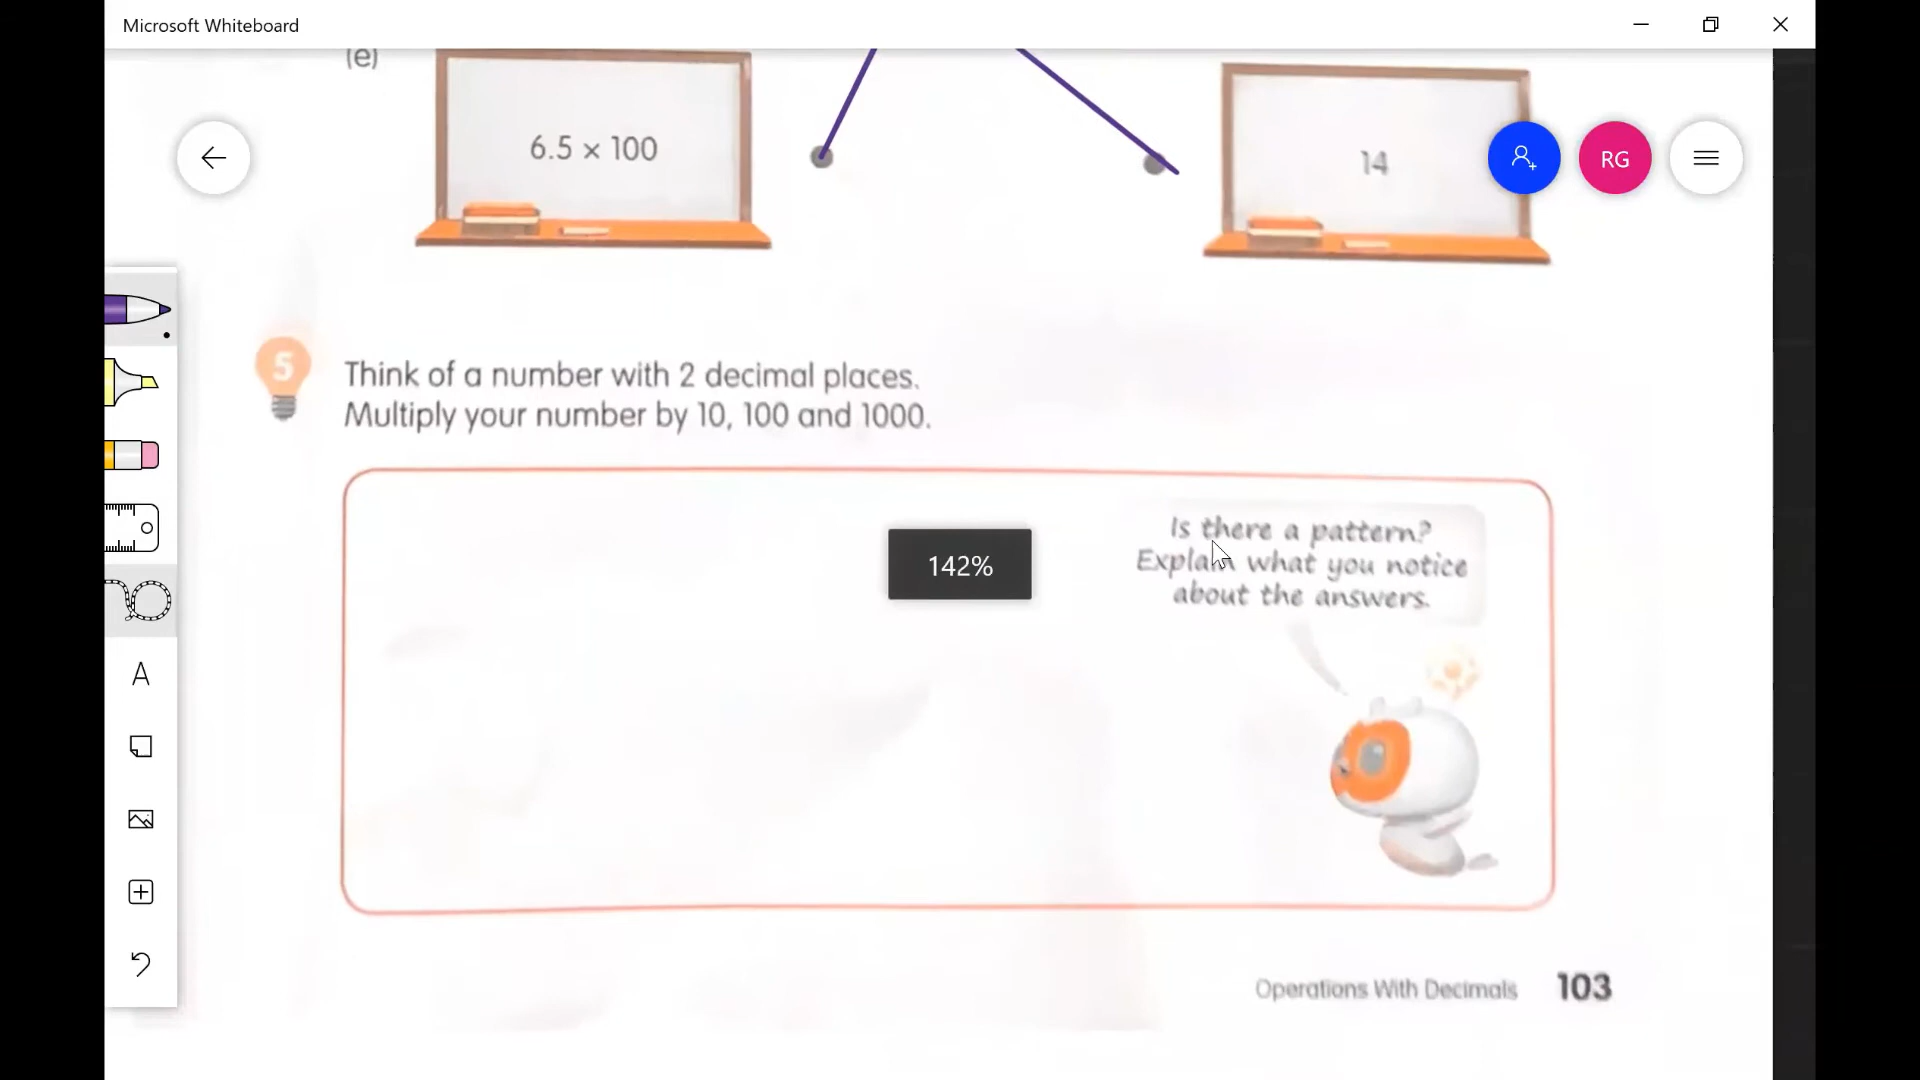 Microsoft Whiteboard
(e)
6.5 × 100
14
RG
5
Think of a number with 2 decimal places.
Multiply your number by 10, 100 and 1000.
142%
Is there a pattern?
Explain what you notice
about the answers.
A
Operations With Decimals 103